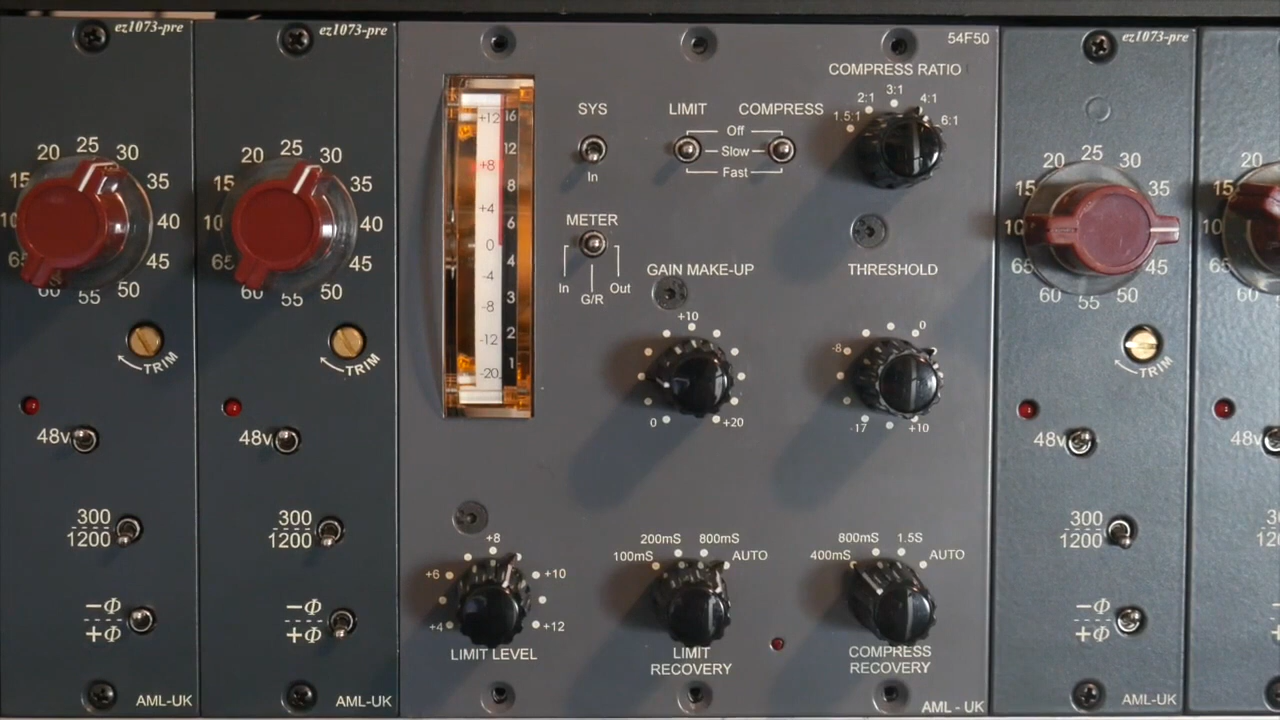 ez1073-pre
25
20 30
15 35
10 40
65 45
60 55 50
TRIM
48v
300
1200
−Φ
+Φ
AML-UK
ez1073-pre
25
20 30
15 35
10 40
65 45
60 55 50
TRIM
48v
300
1200
−Φ
+Φ
AML-UK
54F50
COMPRESS RATIO
3:1
2:1 4:1
1.5:1 6:1
SYS
In
LIMIT COMPRESS
Off
Slow
Fast
+12 16
12
+8
8
+4 6
0
4
-4
3
-8
2
-12
1
-20
METER
In Out
G/R
GAIN MAKE-UP
+10
0 +20
THRESHOLD
0
-8
-17 +10
+8
+6 +10
+4 +12
LIMIT LEVEL
200mS 800mS
100mS AUTO
LIMIT
RECOVERY
800mS 1.5S
400mS AUTO
COMPRESS
RECOVERY
AML - UK
ez1073-pre
25
20 30
15 35
10
65 45
60 55 50
TRIM
48v
300
1200
−Φ
+Φ
AML-UK
20
15
10
65
60
48v